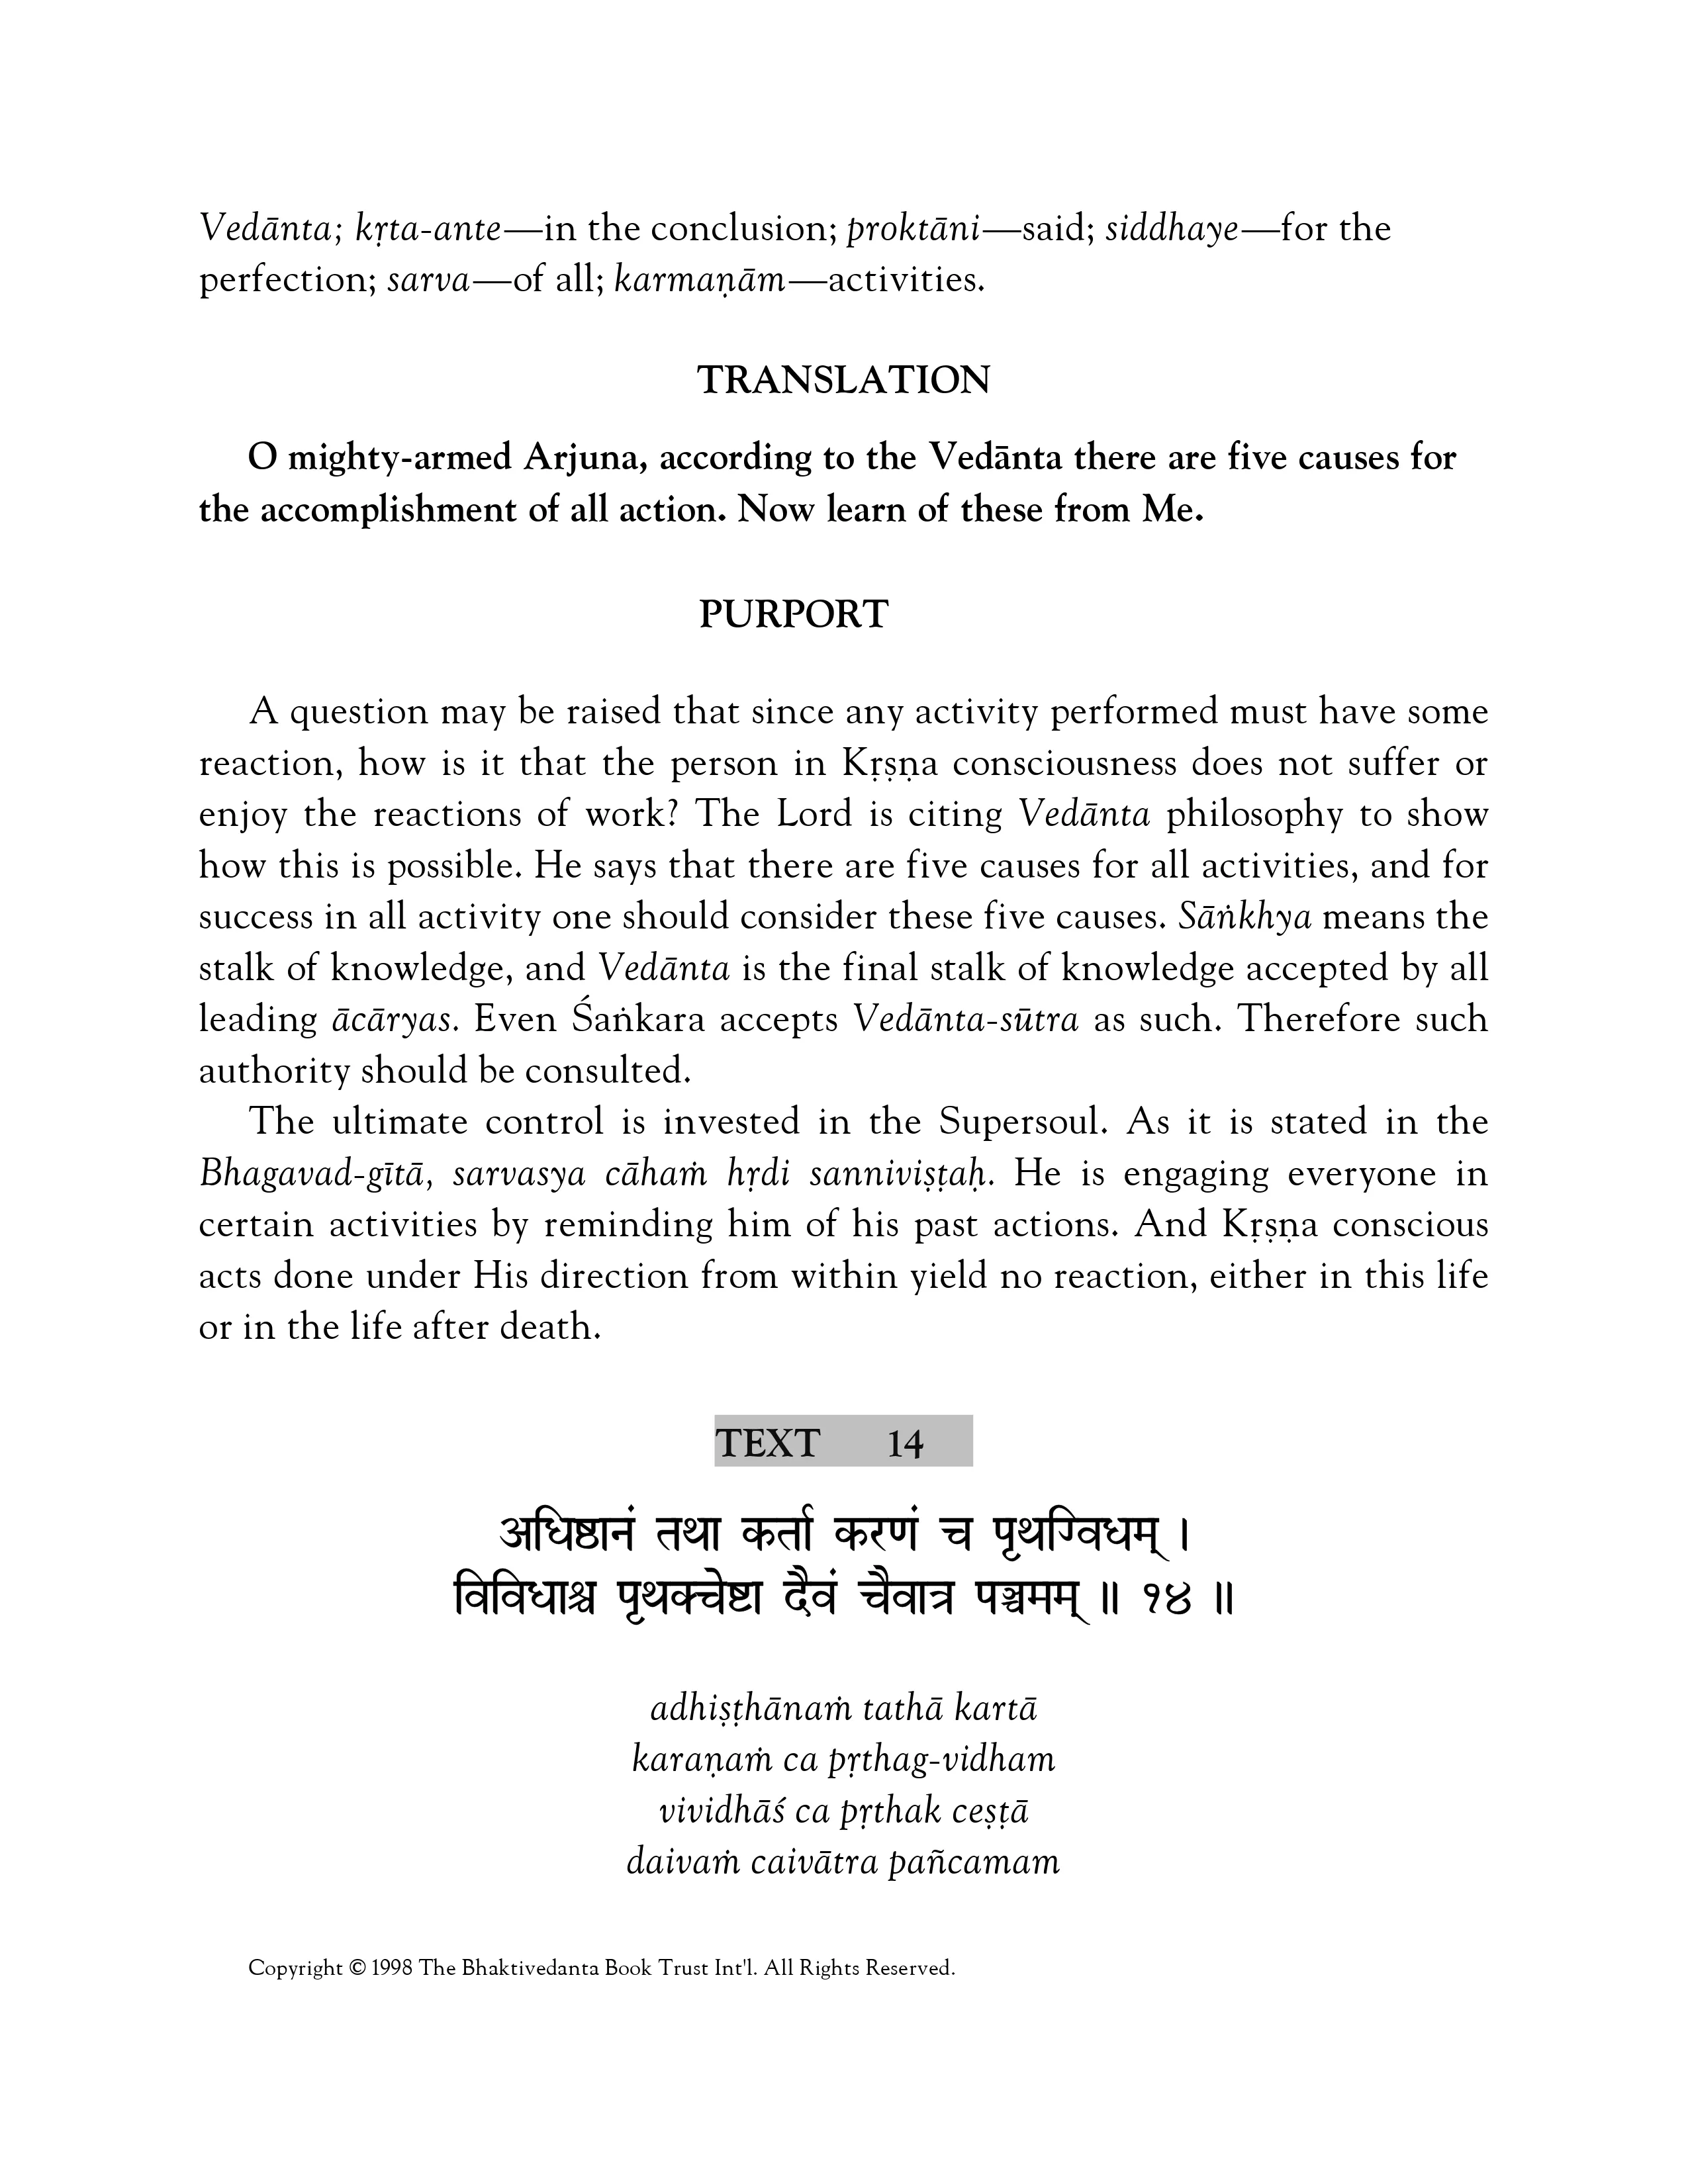 Vedānta; kṛta-ante—in the conclusion; proktāni—said; siddhaye—for the
perfection; sarva—of all; karmaṇām—activities.
TRANSLATION
O mighty-armed Arjuna, according to the Vedānta there are five causes for
the accomplishment of all action. Now learn of these from Me.
PURPORT
A question may be raised that since any activity performed must have some
reaction, how is it that the person in Kṛṣṇa consciousness does not suffer or
enjoy the reactions of work? The Lord is citing Vedānta philosophy to show
how this is possible. He says that there are five causes for all activities, and for
success in all activity one should consider these five causes. Sāṅkhya means the
stalk of knowledge, and Vedānta is the final stalk of knowledge accepted by all
leading ācāryas. Even Śaṅkara accepts Vedānta-sūtra as such. Therefore such
authority should be consulted.
The ultimate control is invested in the Supersoul. As it is stated in the
Bhagavad-gītā, sarvasya cāhaṁ hṛdi sanniviṣṭaḥ. He is engaging everyone in
certain activities by reminding him of his past actions. And Kṛṣṇa conscious
acts done under His direction from within yield no reaction, either in this life
or in the life after death.
TEXT 14
अधिष्ठानं तथा कर्ता करणं च पृथग्विधम् ।
विविधाश्च पृथक्चेष्टा दैवं चैवात्र पञ्चमम् ॥ १४ ॥
adhiṣṭhānaṁ tathā kartā
karaṇaṁ ca pṛthag-vidham
vividhāś ca pṛthak ceṣṭā
daivaṁ caivātra pañcamam
Copyright © 1998 The Bhaktivedanta Book Trust Int'l. All Rights Reserved.